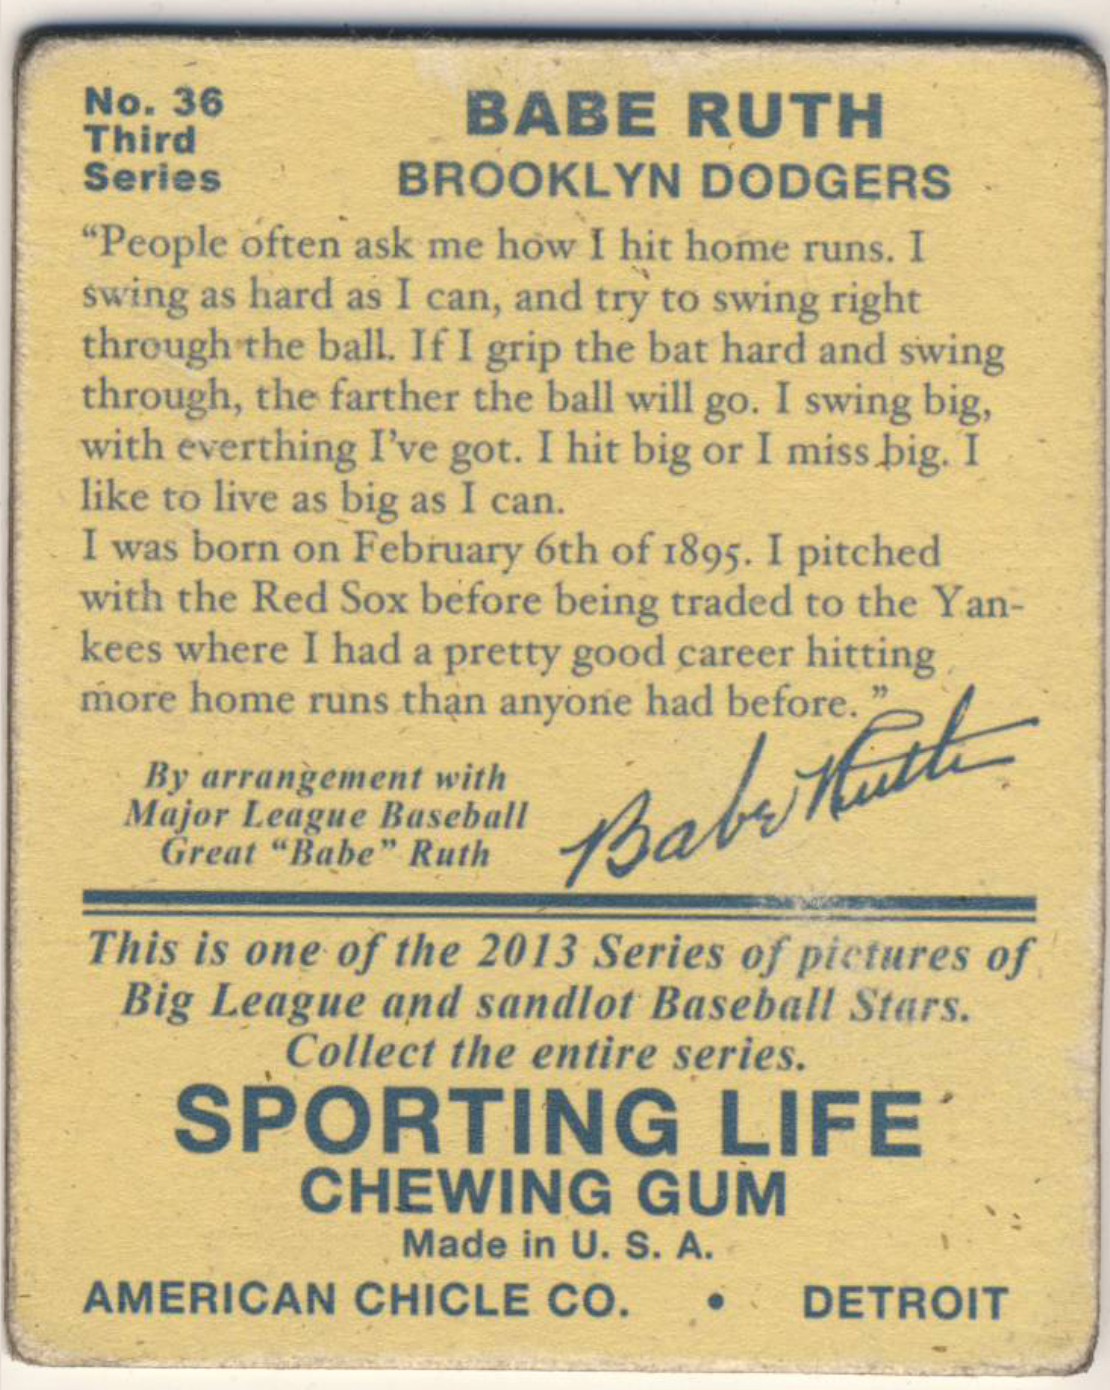 No. 36
Third
Series
BABE RUTH
BROOKLYN DODGERS
“People often ask me how I hit home runs. I
swing as hard as I can, and try to swing right
through the ball. If I grip the bat hard and swing
through, the farther the ball will go. I swing big,
with everthing I’ve got. I hit big or I miss big. I
like to live as big as I can.
I was born on February 6th of 1895. I pitched
with the Red Sox before being traded to the Yan-
kees where I had a pretty good career hitting
more home runs than anyone had before.”
By arrangement with
Major League Baseball
Great “Babe” Ruth
Babe Ruth
This is one of the 2013 Series of pictures of
Big League and sandlot Baseball Stars.
Collect the entire series.
SPORTING LIFE
CHEWING GUM
Made in U. S. A.
AMERICAN CHICLE CO. • DETROIT